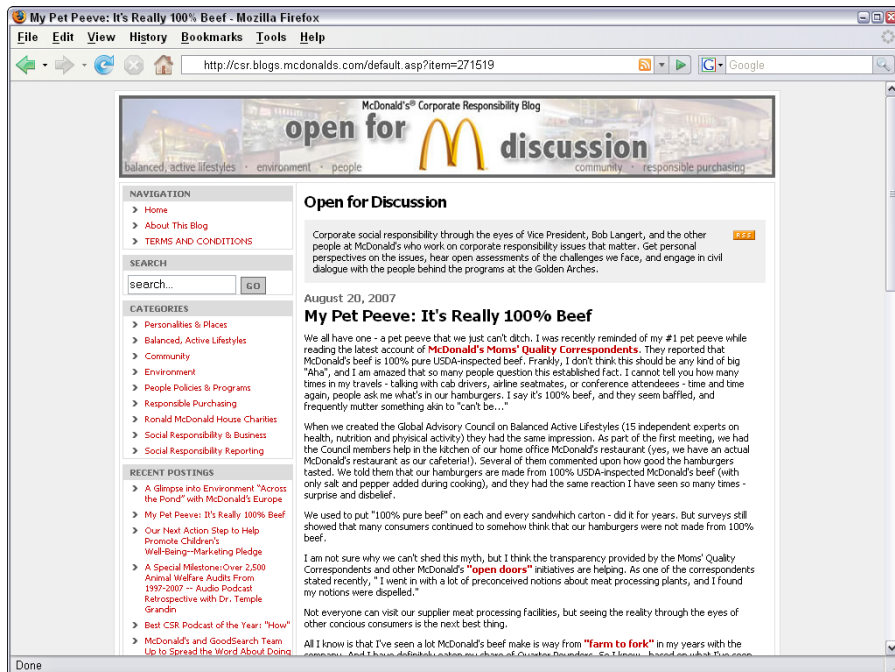 My Pet Peeve: It's Really 100% Beef - Mozilla Firefox
File Edit View History Bookmarks Tools Help
http://csr.blogs.mcdonalds.com/default.asp?item=271519
G Google
McDonald's® Corporate Responsibility Blog
open for discussion
balanced, active lifestyles · environment · people
community · responsible purchasing
NAVIGATION
Home
About This Blog
TERMS AND CONDITIONS
SEARCH
search...
GO
CATEGORIES
Personalities & Places
Balanced, Active Lifestyles
Community
Environment
People Policies & Programs
Responsible Purchasing
Ronald McDonald House Charities
Social Responsibility & Business
Social Responsibility Reporting
RECENT POSTINGS
A Glimpse into Environment "Across
the Pond" with McDonald's Europe
My Pet Peeve: It's Really 100% Beef
Our Next Action Step to Help
Promote Children's
Well-Being--Marketing Pledge
A Special Milestone:Over 2,500
Animal Welfare Audits From
1997-2007 -- Audio Podcast
Retrospective with Dr. Temple
Grandin
Best CSR Podcast of the Year: "How"
McDonald's and GoodSearch Team
Up to Spread the Word About Doing
Open for Discussion
Corporate social responsibility through the eyes of Vice President, Bob Langert, and the other
people at McDonald's who work on corporate responsibility issues that matter. Get personal
perspectives on the issues, hear open assessments of the challenges we face, and engage in civil
dialogue with the people behind the programs at the Golden Arches.
RSS
August 20, 2007
My Pet Peeve: It's Really 100% Beef
We all have one - a pet peeve that we just can't ditch. I was recently reminded of my #1 pet peeve while
reading the latest account of McDonald's Moms' Quality Correspondents. They reported that
McDonald's beef is 100% pure USDA-inspected beef. Frankly, I don't think this should be any kind of big
"Aha", and I am amazed that so many people question this established fact. I cannot tell you how many
times in my travels - talking with cab drivers, airline seatmates, or conference attendeees - time and time
again, people ask me what's in our hamburgers. I say it's 100% beef, and they seem baffled, and
frequently mutter something akin to "can't be..."
When we created the Global Advisory Council on Balanced Active Lifestyles (15 independent experts on
health, nutrition and phyisical activity) they had the same impression. As part of the first meeting, we had
the Council members help in the kitchen of our home office McDonald's restaurant (yes, we have an actual
McDonald's restaurant as our cafeteria!). Several of them commented upon how good the hamburgers
tasted. We told them that our hamburgers are made from 100% USDA-inspected McDonald's beef (with
only salt and pepper added during cooking), and they had the same reaction I have seen so many times -
surprise and disbelief.
We used to put "100% pure beef" on each and every sandwich carton - did it for years. But surveys still
showed that many consumers continued to somehow think that our hamburgers were not made from 100%
beef.
I am not sure why we can't shed this myth, but I think the transparency provided by the Moms' Quality
Correspondents and other McDonald's "open doors" initiatives are helping. As one of the correspondents
stated recently, " I went in with a lot of preconceived notions about meat processing plants, and I found
my notions were dispelled."
Not everyone can visit our supplier meat processing facilities, but seeing the reality through the eyes of
other concious consumers is the next best thing.
All I know is that I've seen a lot McDonald's beef make is way from "farm to fork" in my years with the
company. And I have definitely eaten my share of Quarter Pounders. So I know - based on what I've seen
Done